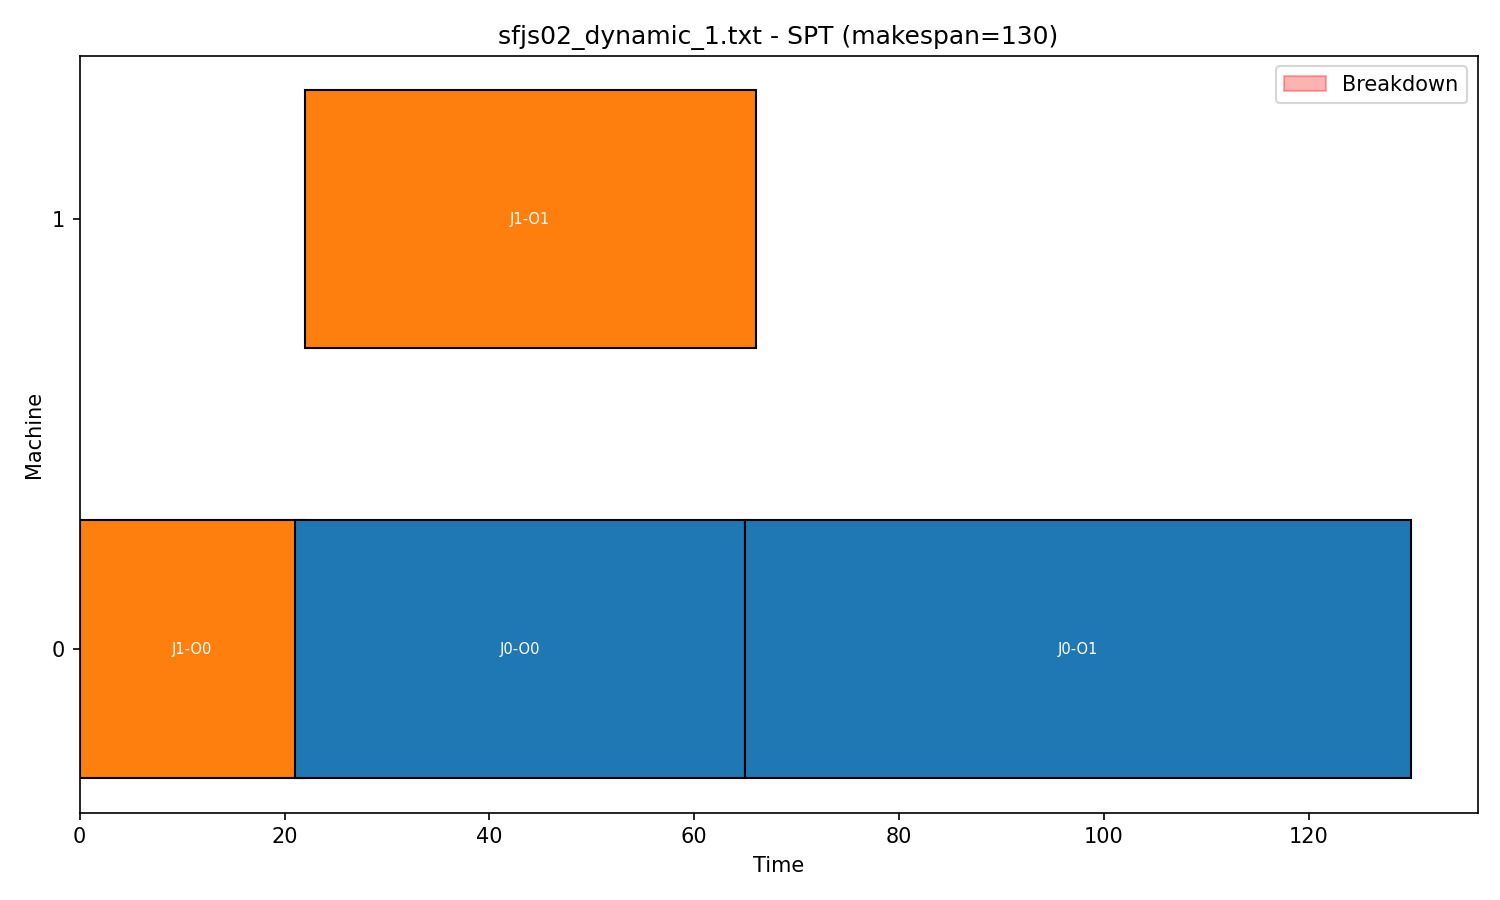 sfjs02_dynamic_1.txt - SPT (makespan=130)
Breakdown
J1-O1
1
Machine
J1-O0
J0-O0
J0-O1
0
0 20 40 60 80 100 120
Time